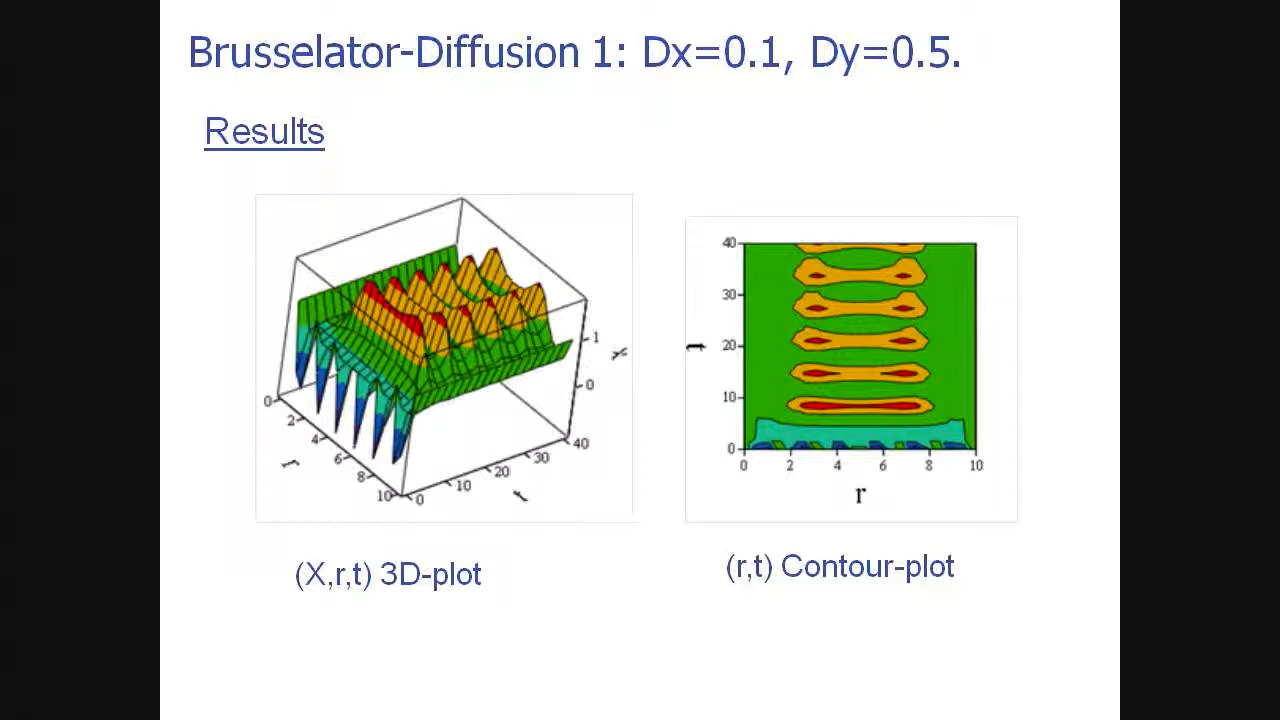 Brusselator-Diffusion 1: Dx=0.1, Dy=0.5.
Results
0
2
4
6
8
10
r
0
10
20
30
40
t
1
0
X
(X,r,t) 3D-plot
40
30
20
10
0
t
0
2
4
6
8
10
r
(r,t) Contour-plot